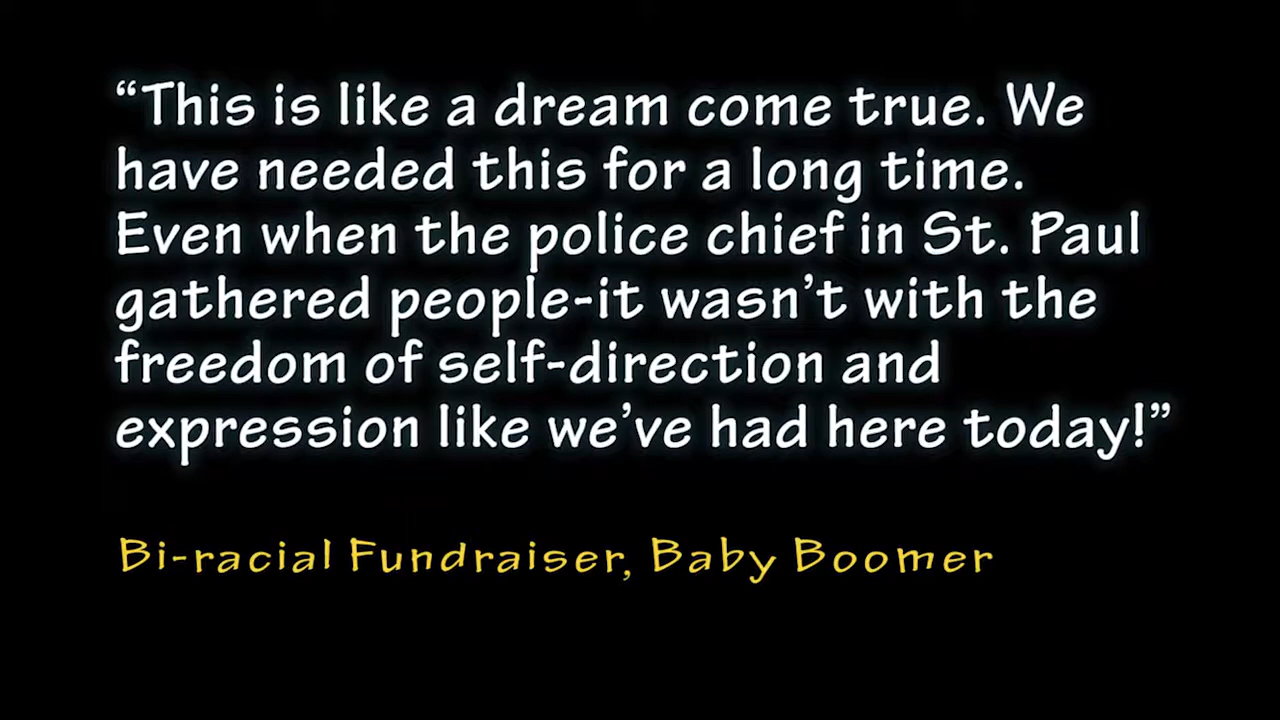 “This is like a dream come true. We
have needed this for a long time.
Even when the police chief in St. Paul
gathered people-it wasn’t with the
freedom of self-direction and
expression like we’ve had here today!”
Bi-racial Fundraiser, Baby Boomer